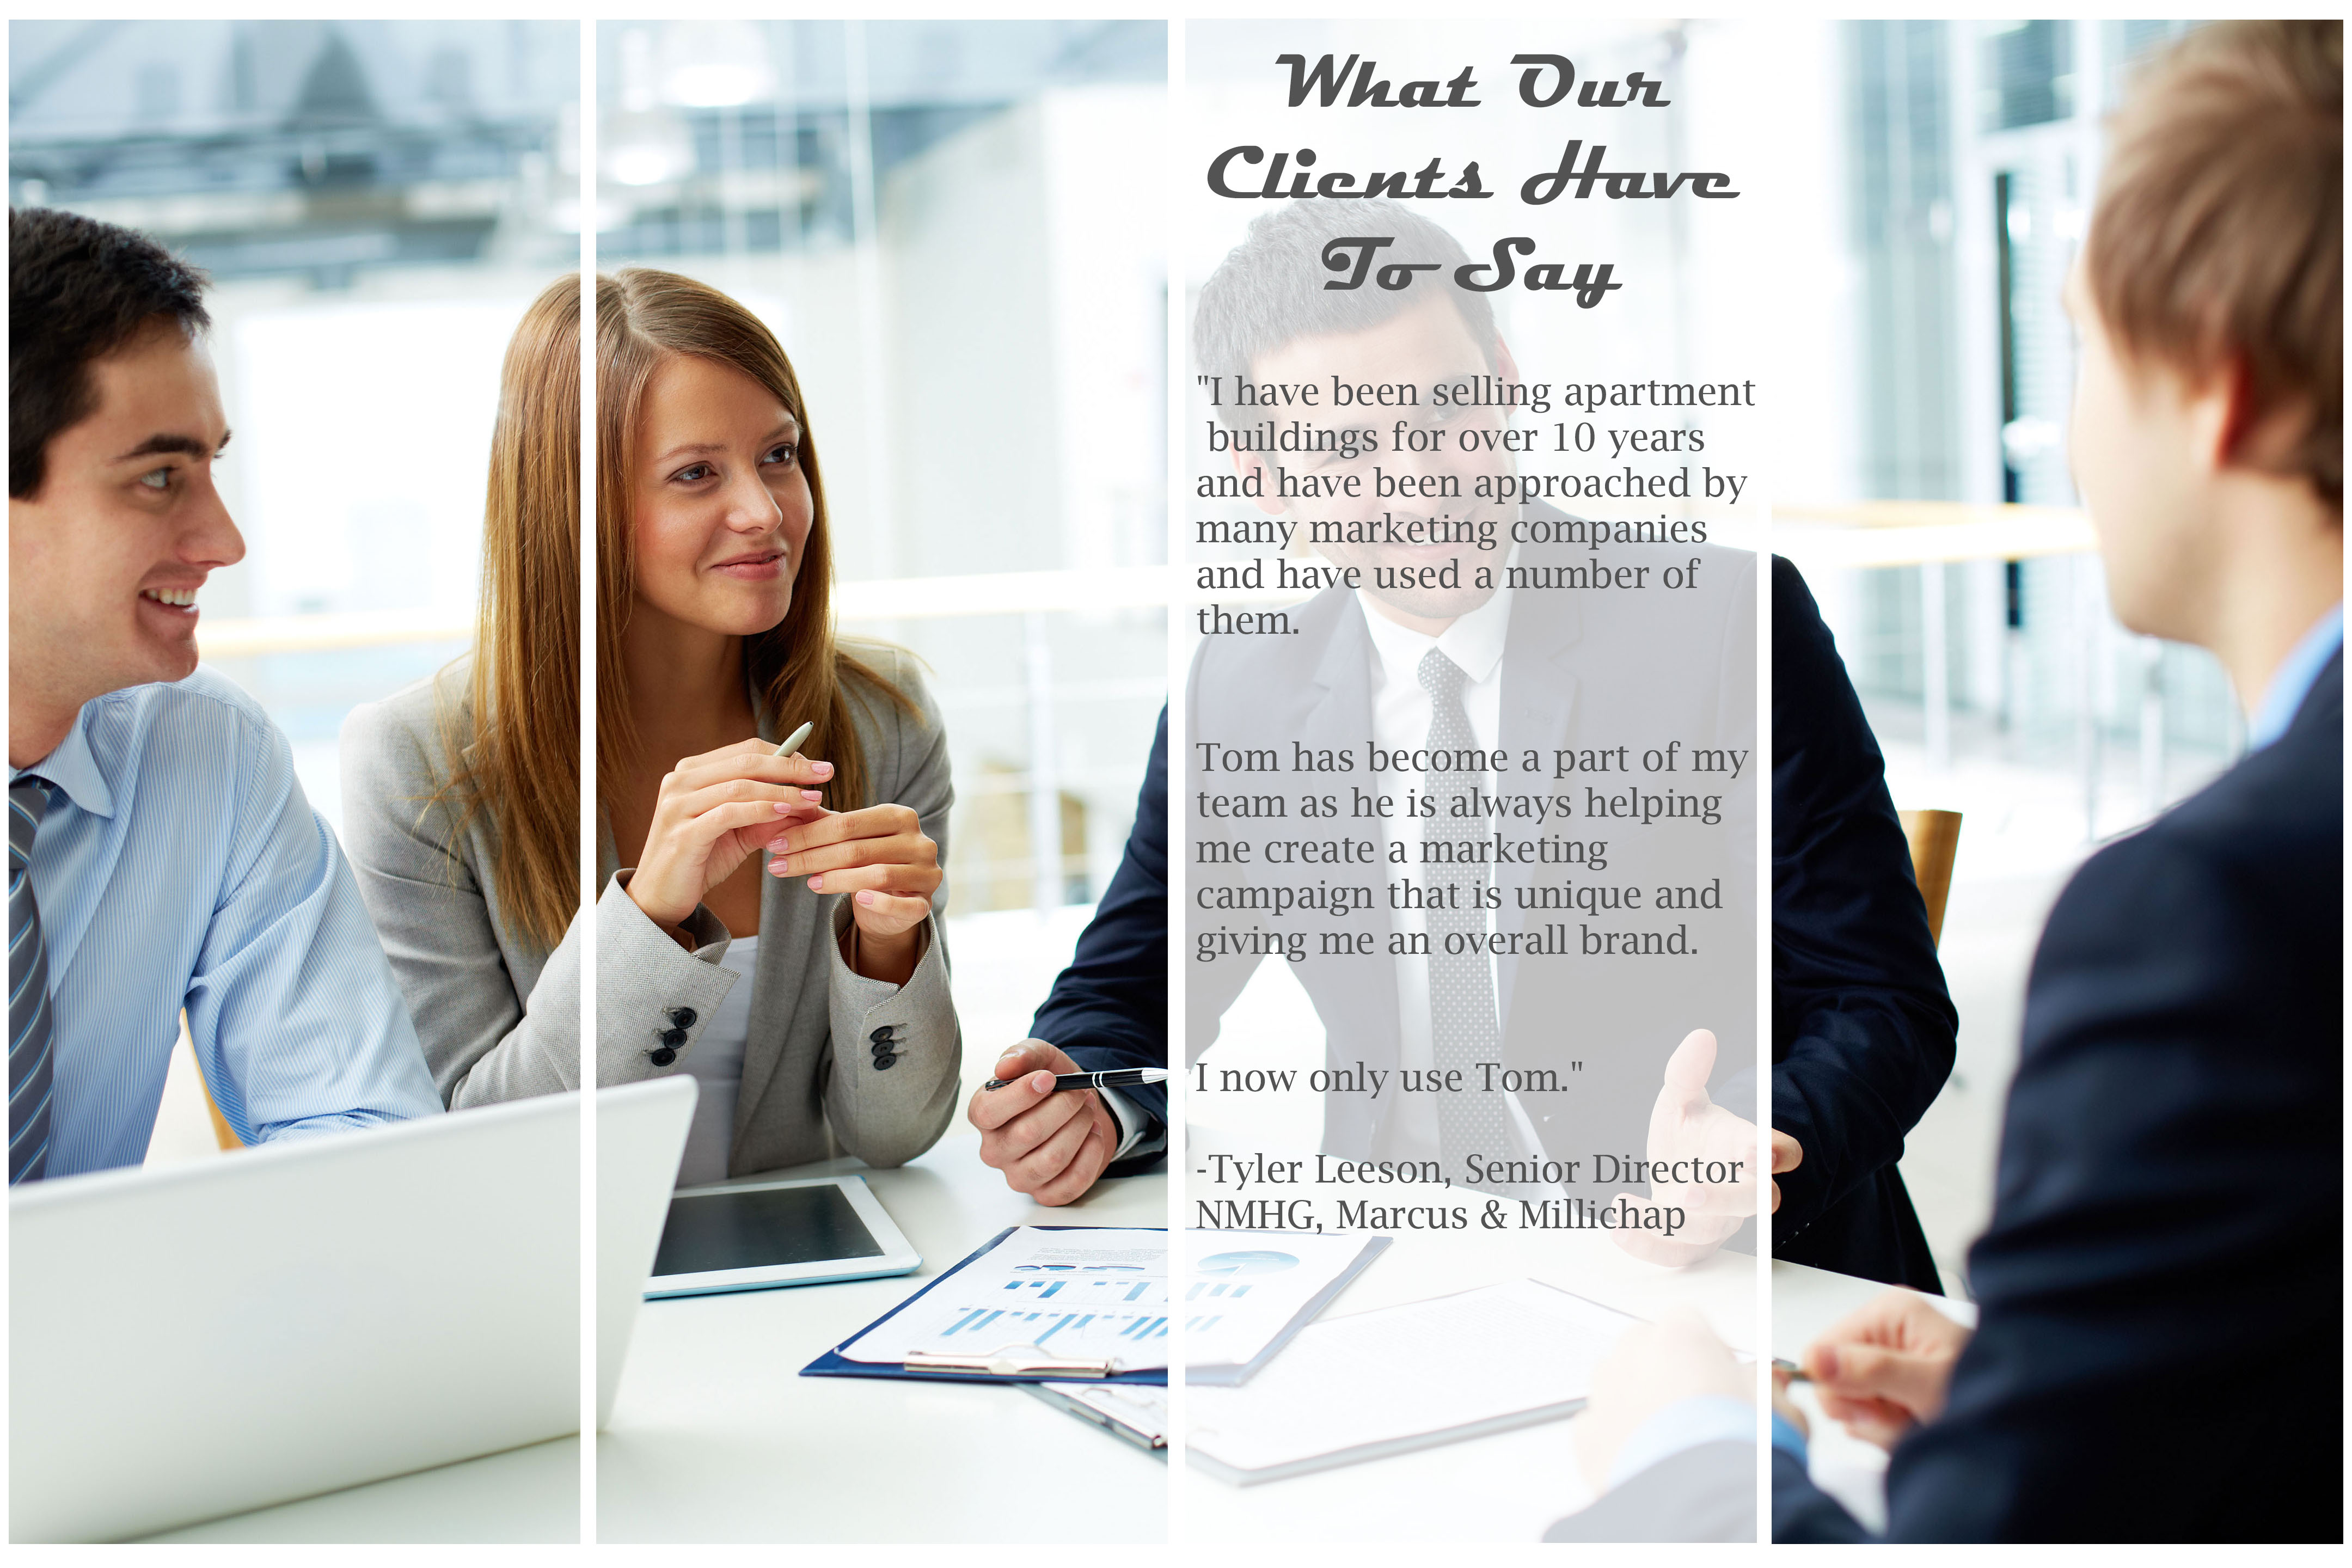 What Our
Clients Have
To Say
"I have been selling apartment
buildings for over 10 years
and have been approached by
many marketing companies
and have used a number of
them.
Tom has become a part of my
team as he is always helping
me create a marketing
campaign that is unique and
giving me an overall brand.
I now only use Tom."
-Tyler Leeson, Senior Director
NMHG, Marcus & Millichap